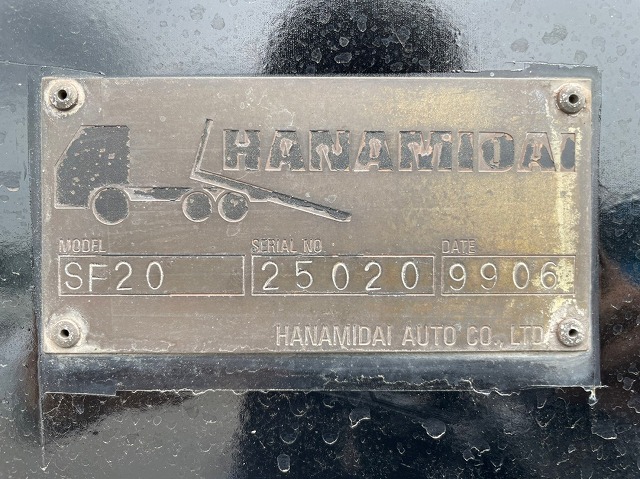 HANAMIDAI
MODEL SERIAL NO DATE
SF20 25020 9906
HANAMIDAI AUTO CO., LTD.